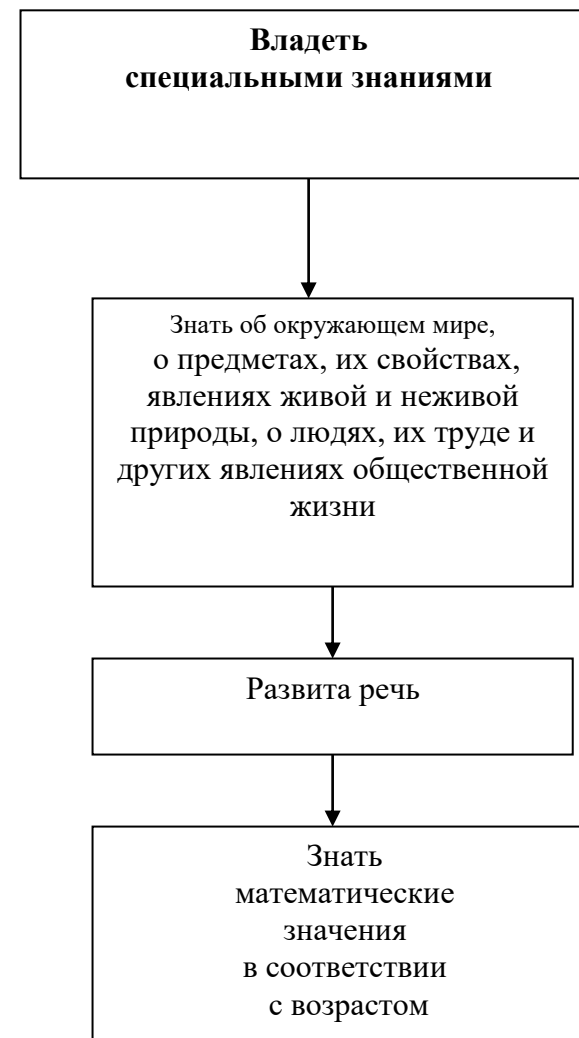 Владеть
специальными знаниями
Знать об окружающем мире,
о предметах, их свойствах,
явлениях живой и неживой
природы, о людях, их труде и
других явлениях общественной
жизни
Развита речь
Знать
математические
значения
в соответствии
с возрастом